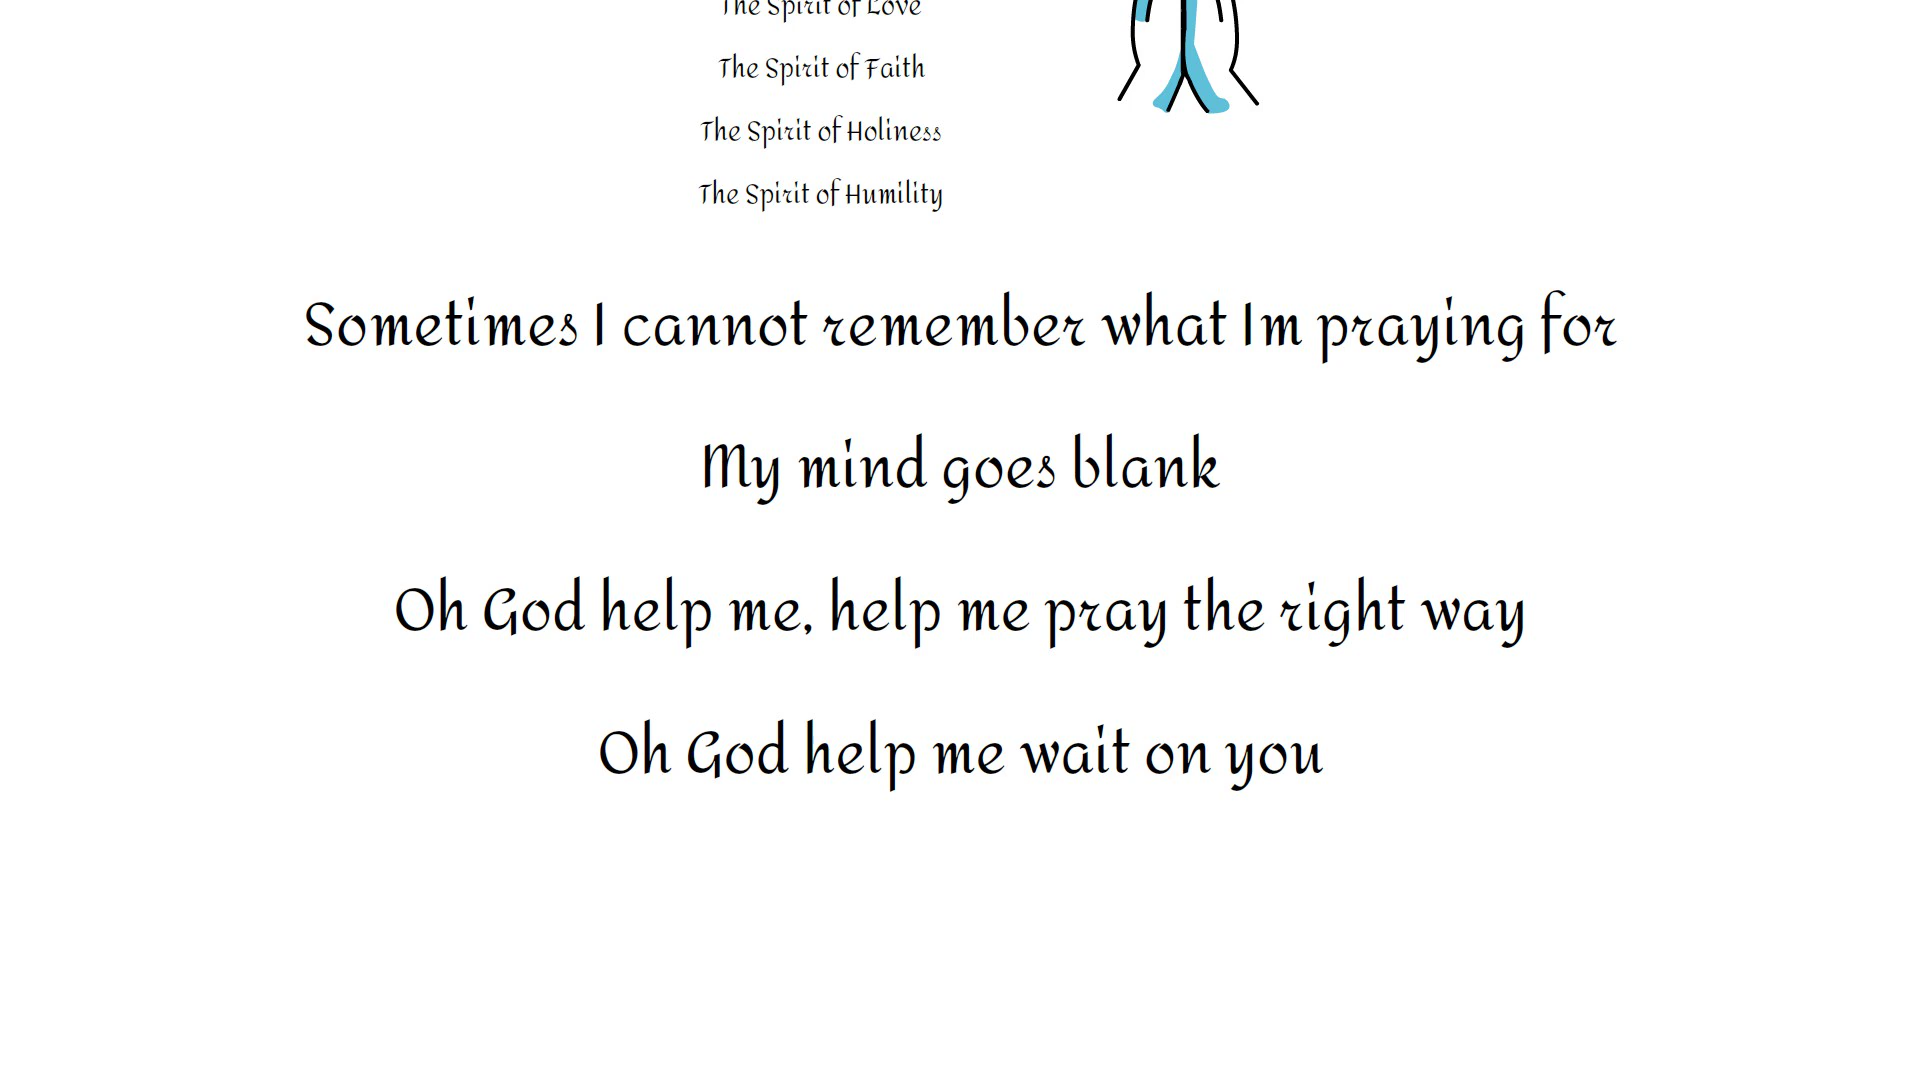 The Spirit of Love
The Spirit of Faith
The Spirit of Holiness
The Spirit of Humility
Sometimes I cannot remember what Im praying for
My mind goes blank
Oh God help me, help me pray the right way
Oh God help me wait on you